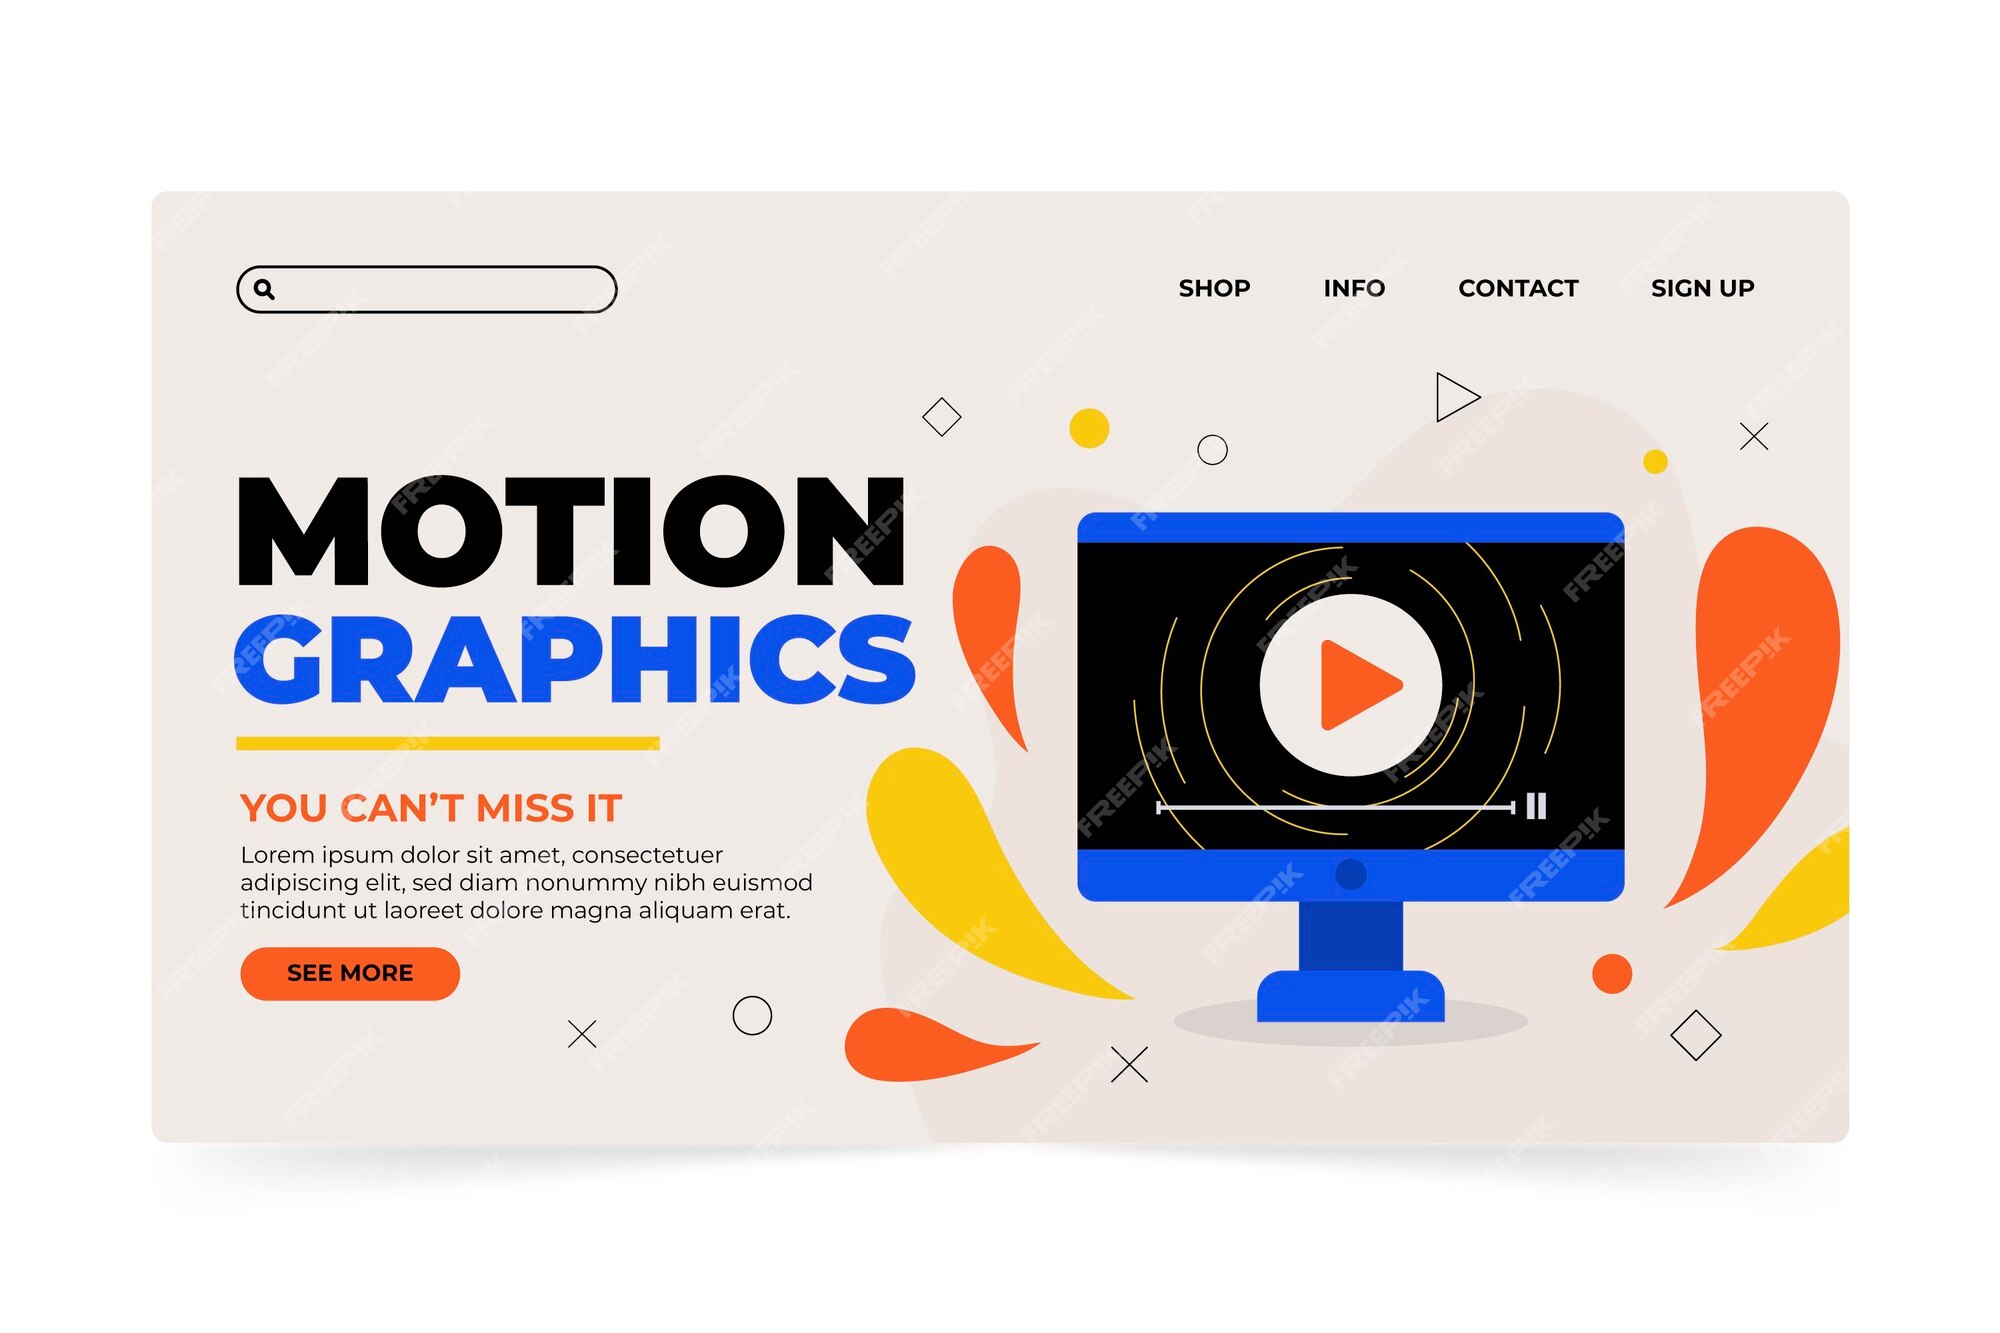 SHOP INFO CONTACT SIGN UP
MOTION
GRAPHICS
YOU CAN'T MISS IT
Lorem ipsum dolor sit amet, consectetuer
adipiscing elit, sed diam nonummy nibh euismod
tincidunt ut laoreet dolore magna aliquam erat.
SEE MORE
FREEPIK